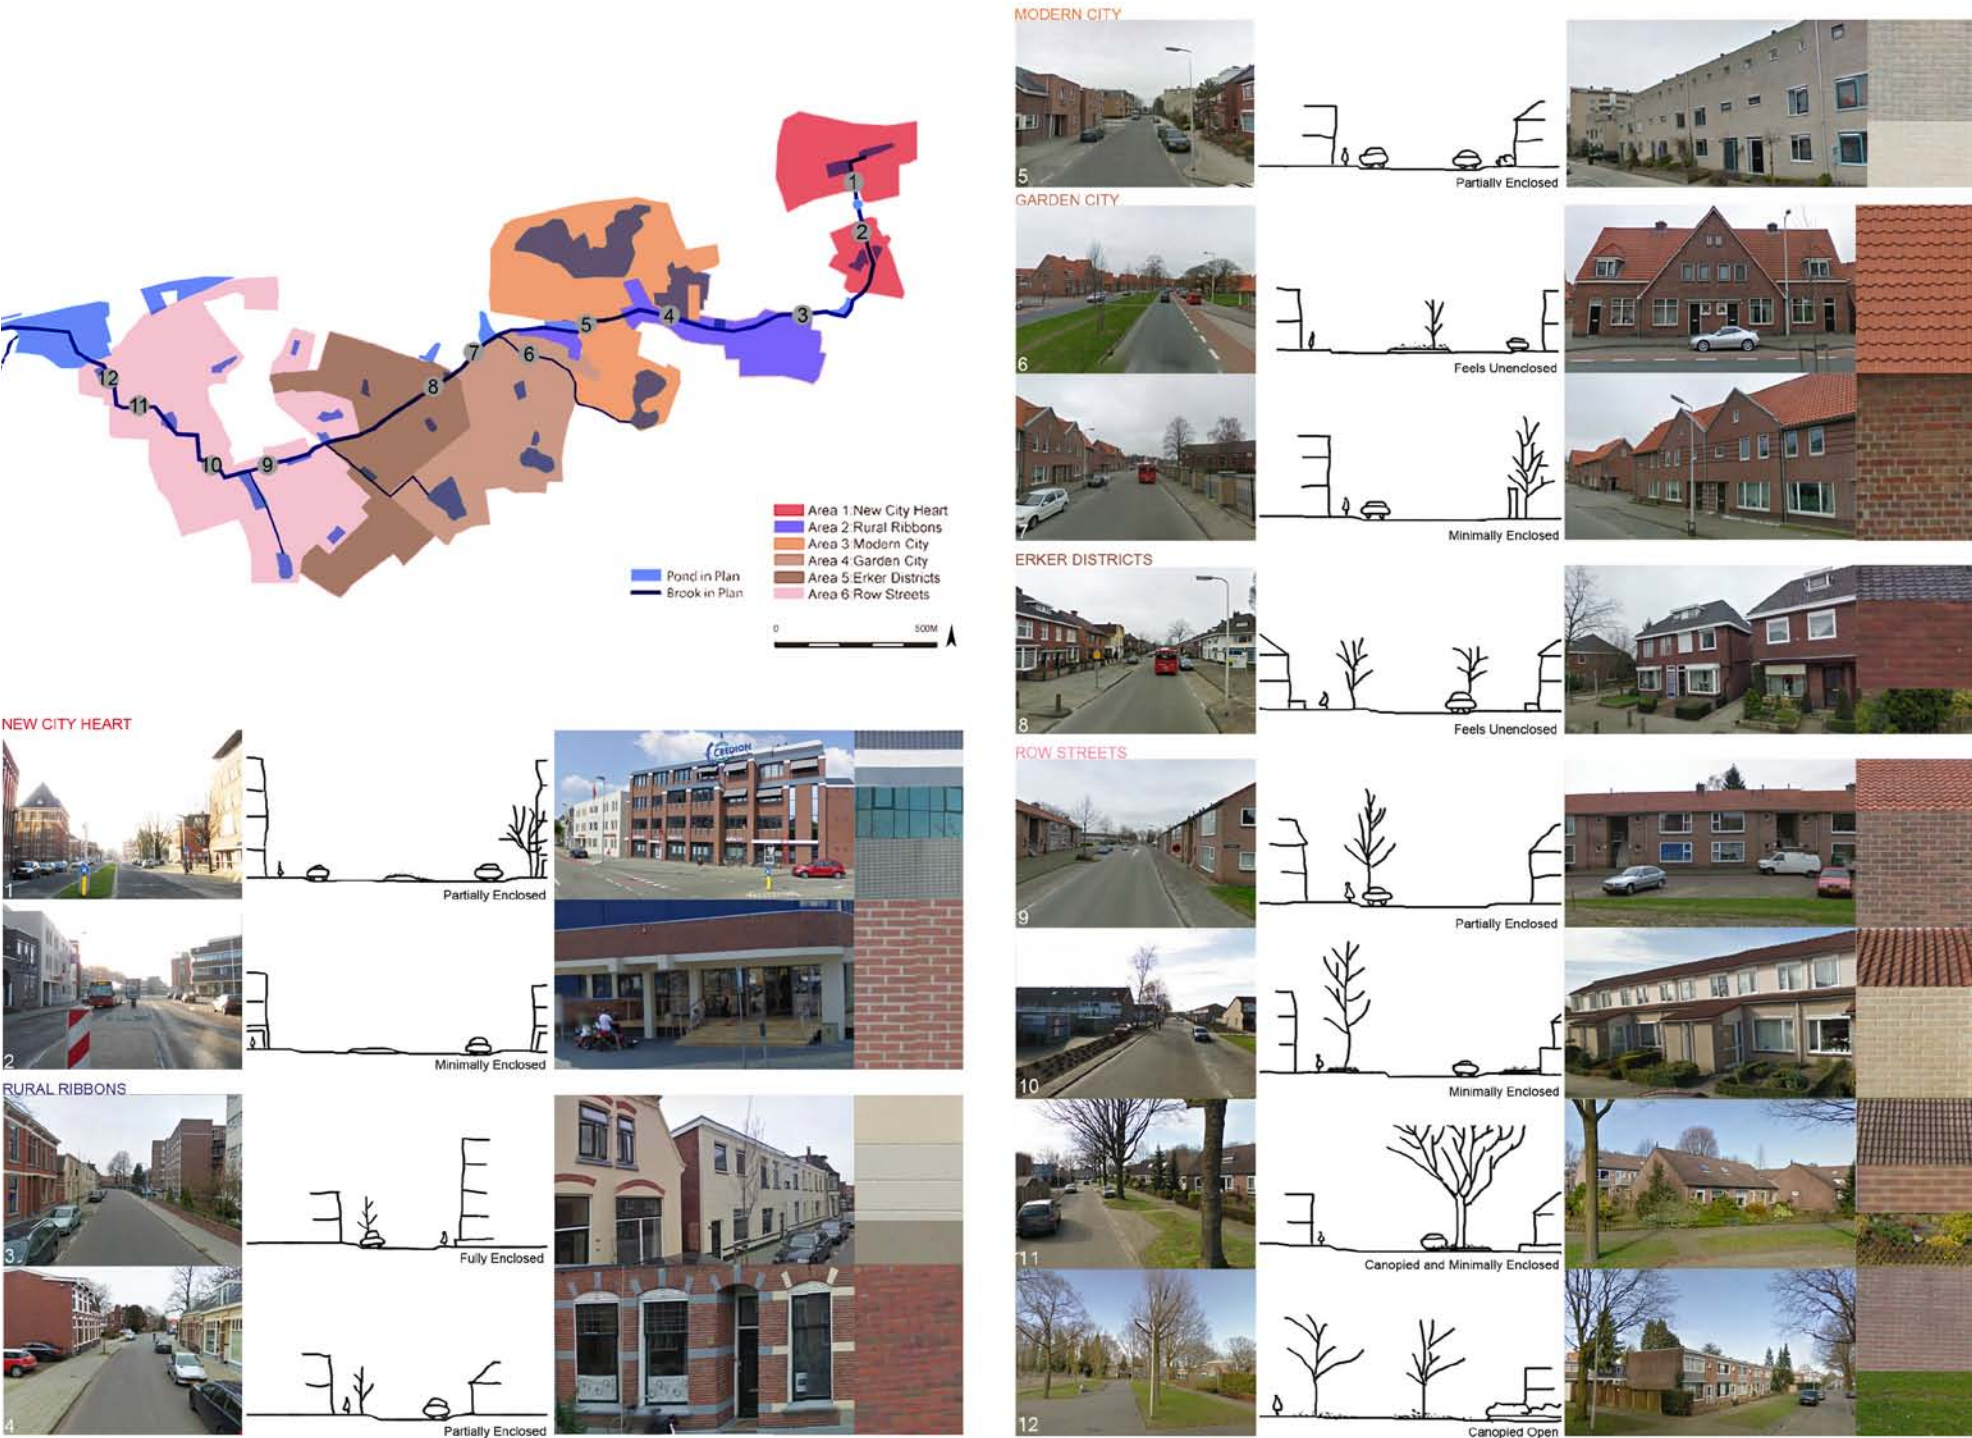 1
2
3
4
5
6
7
8
9
10
11
12
Area 1:New City Heart
Area 2:Rural Ribbons
Area 3:Modern City
Area 4:Garden City
Area 5:Erker Districts
Area 6:Row Streets
Pond in Plan
Brook in Plan
0 500M
NEW CITY HEART
CREDION
1
Partially Enclosed
2
Minimally Enclosed
RURAL RIBBONS
3
Fully Enclosed
4
Partially Enclosed
MODERN CITY
5
Partially Enclosed
GARDEN CITY
6
Feels Unenclosed
7
Minimally Enclosed
ERKER DISTRICTS
8
Feels Unenclosed
ROW STREETS
9
Partially Enclosed
10
Minimally Enclosed
11
Canopied and Minimally Enclosed
12
Canopied Open